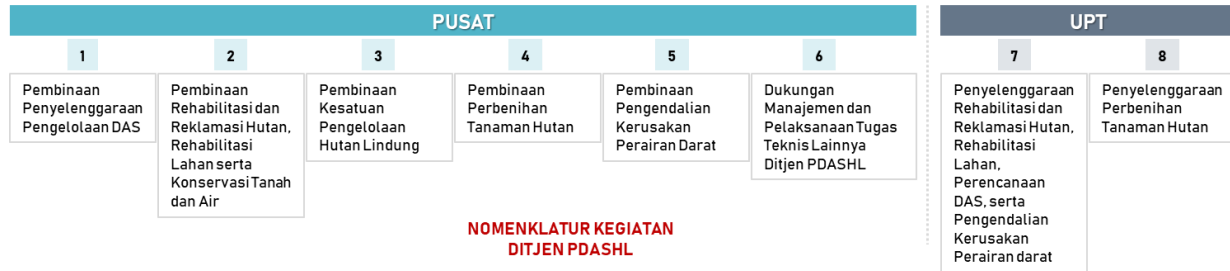 PUSAT
UPT
1
Pembinaan
Penyelenggaraan
Pengelolaan DAS
2
Pembinaan
Rehabilitasi dan
Reklamasi Hutan,
Rehabilitasi
Lahan serta
Konservasi Tanah
dan Air
3
Pembinaan
Kesatuan
Pengelolaan
Hutan Lindung
4
Pembinaan
Perbenihan
Tanaman Hutan
5
Pembinaan
Pengendalian
Kerusakan
Perairan Darat
6
Dukungan
Manajemen dan
Pelaksanaan Tugas
Teknis Lainnya
Ditjen PDASHL
7
Penyelenggaraan
Rehabilitasi dan
Reklamasi Hutan,
Rehabilitasi
Lahan,
Perencanaan
DAS, serta
Pengendalian
Kerusakan
Perairan darat
8
Penyelenggaraan
Perbenihan
Tanaman Hutan
NOMENKLATUR KEGIATAN
DITJEN PDASHL